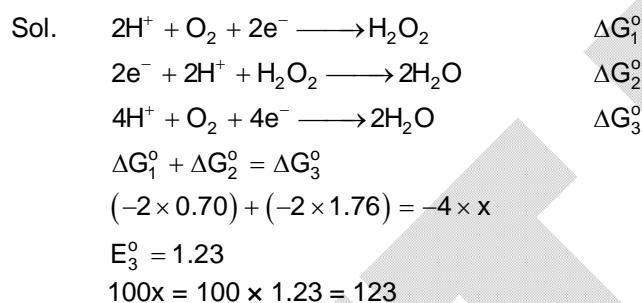 Sol. 2H⁺ + O₂ + 2e⁻ ⟶ H₂O₂ ΔG₁°
2e⁻ + 2H⁺ + H₂O₂ ⟶ 2H₂O ΔG₂°
4H⁺ + O₂ + 4e⁻ ⟶ 2H₂O ΔG₃°
ΔG₁° + ΔG₂° = ΔG₃°
(−2 × 0.70) + (−2 × 1.76) = −4 × x
E₃° = 1.23
100x = 100 × 1.23 = 123